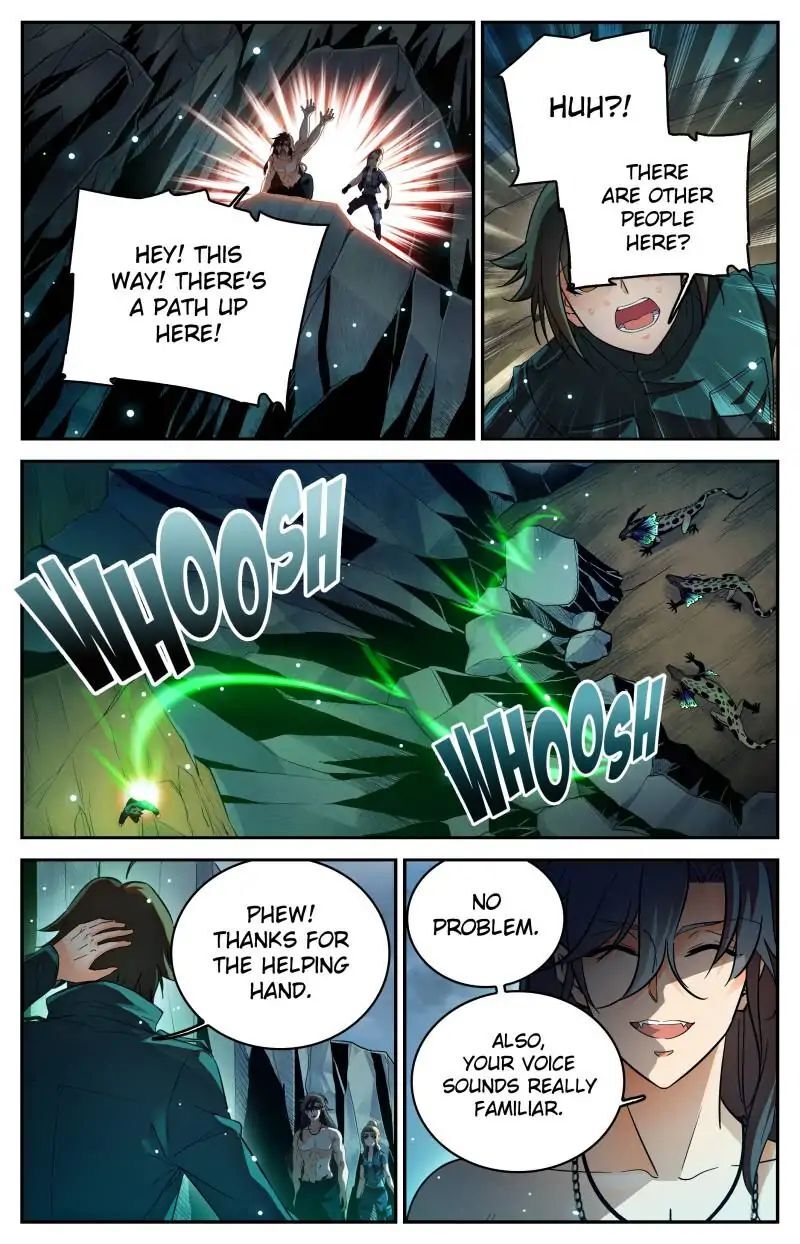 HEY! THIS
WAY! THERE'S
A PATH UP
HERE!
HUH?!
THERE
ARE OTHER
PEOPLE
HERE?
WHOOSH
WHOOSH
PHEW!
THANKS FOR
THE HELPING
HAND.
NO
PROBLEM.
ALSO,
YOUR VOICE
SOUNDS REALLY
FAMILIAR.